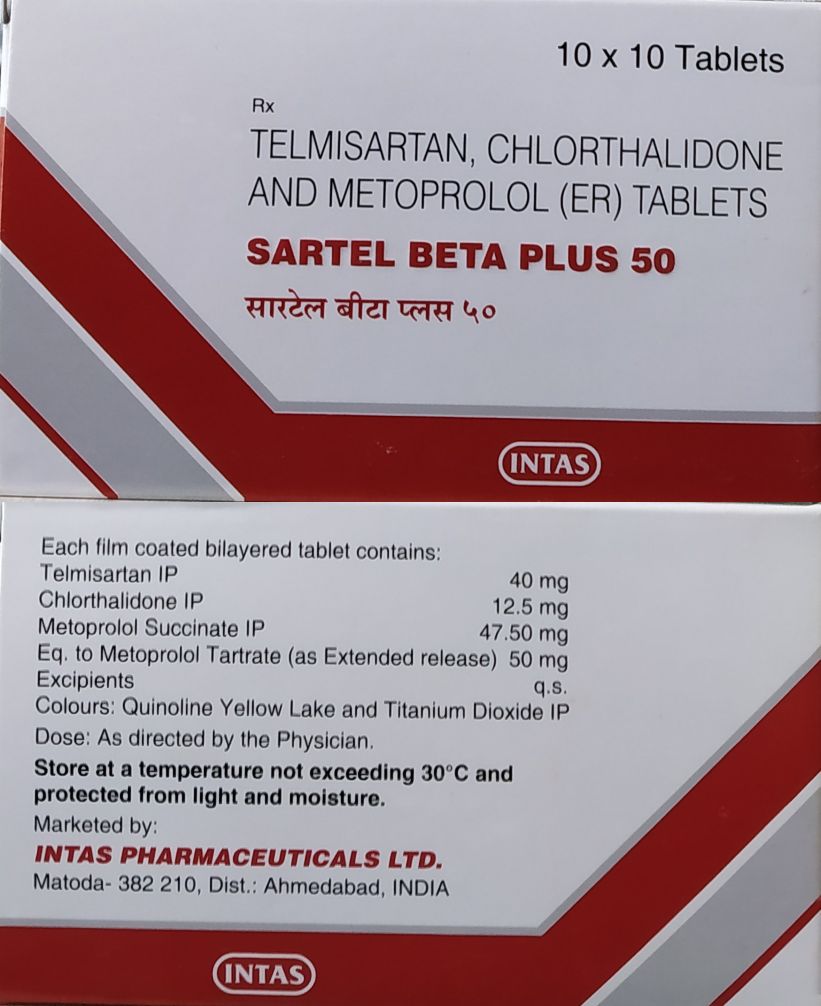 10 x 10 Tablets
Rx
TELMISARTAN, CHLORTHALIDONE
AND METOPROLOL (ER) TABLETS
SARTEL BETA PLUS 50
सारटेल बीटा प्लस ५०
INTAS
Each film coated bilayered tablet contains:
Telmisartan IP 40 mg
Chlorthalidone IP 12.5 mg
Metoprolol Succinate IP 47.50 mg
Eq. to Metoprolol Tartrate (as Extended release) 50 mg
Excipients q.s.
Colours: Quinoline Yellow Lake and Titanium Dioxide IP
Dose: As directed by the Physician.
Store at a temperature not exceeding 30°C and
protected from light and moisture.
Marketed by:
INTAS PHARMACEUTICALS LTD.
Matoda- 382 210, Dist.: Ahmedabad, INDIA
INTAS